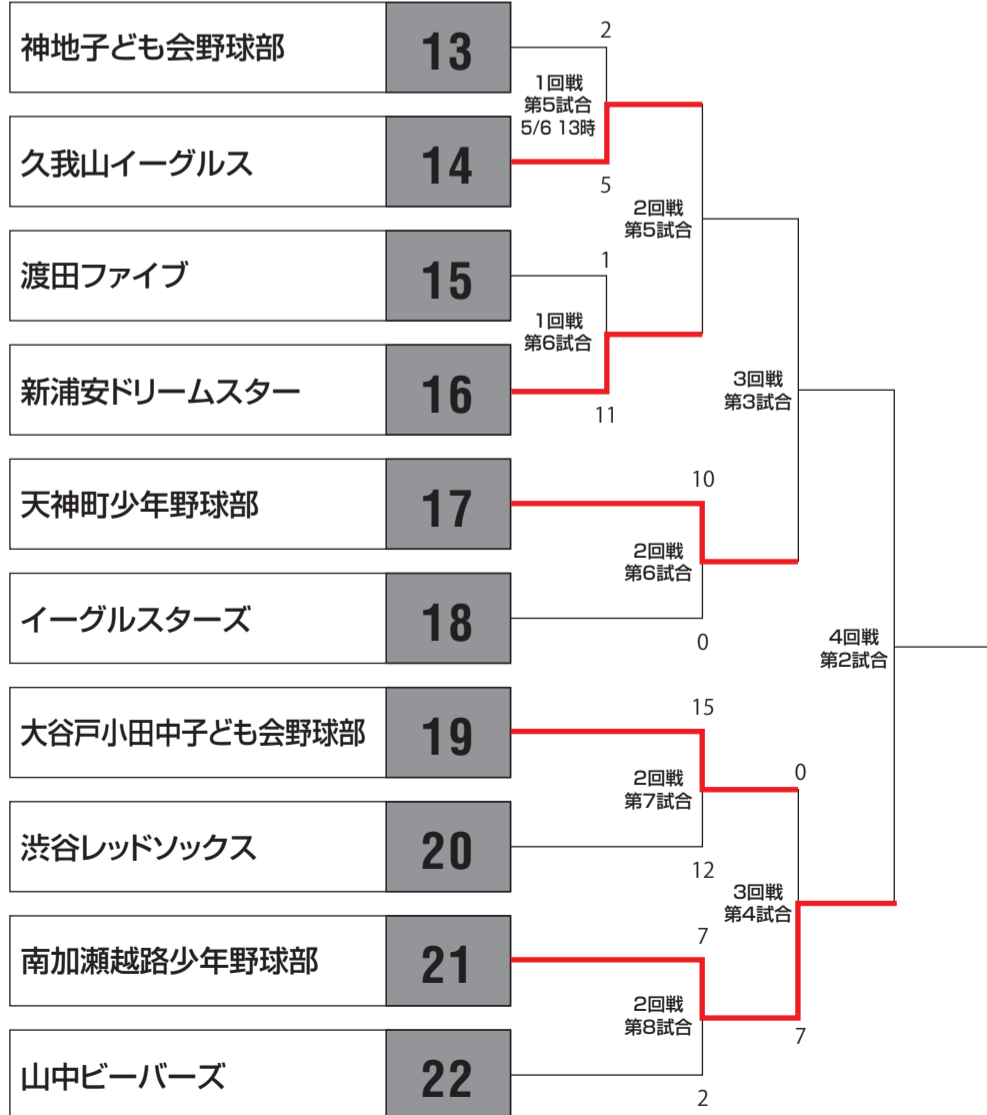 神地子ども会野球部 13
久我山イーグルス 14
渡田ファイブ 15
新浦安ドリームスター 16
天神町少年野球部 17
イーグルスターズ 18
大谷戸小田中子ども会野球部 19
渋谷レッドソックス 20
南加瀬越路少年野球部 21
山中ビーバーズ 22
2
1回戦
第5試合
5/6 13時
5
1
1回戦
第6試合
11
2回戦
第5試合
10
2回戦
第6試合
0
15
2回戦
第7試合
12
7
2回戦
第8試合
2
3回戦
第3試合
0
3回戦
第4試合
7
4回戦
第2試合